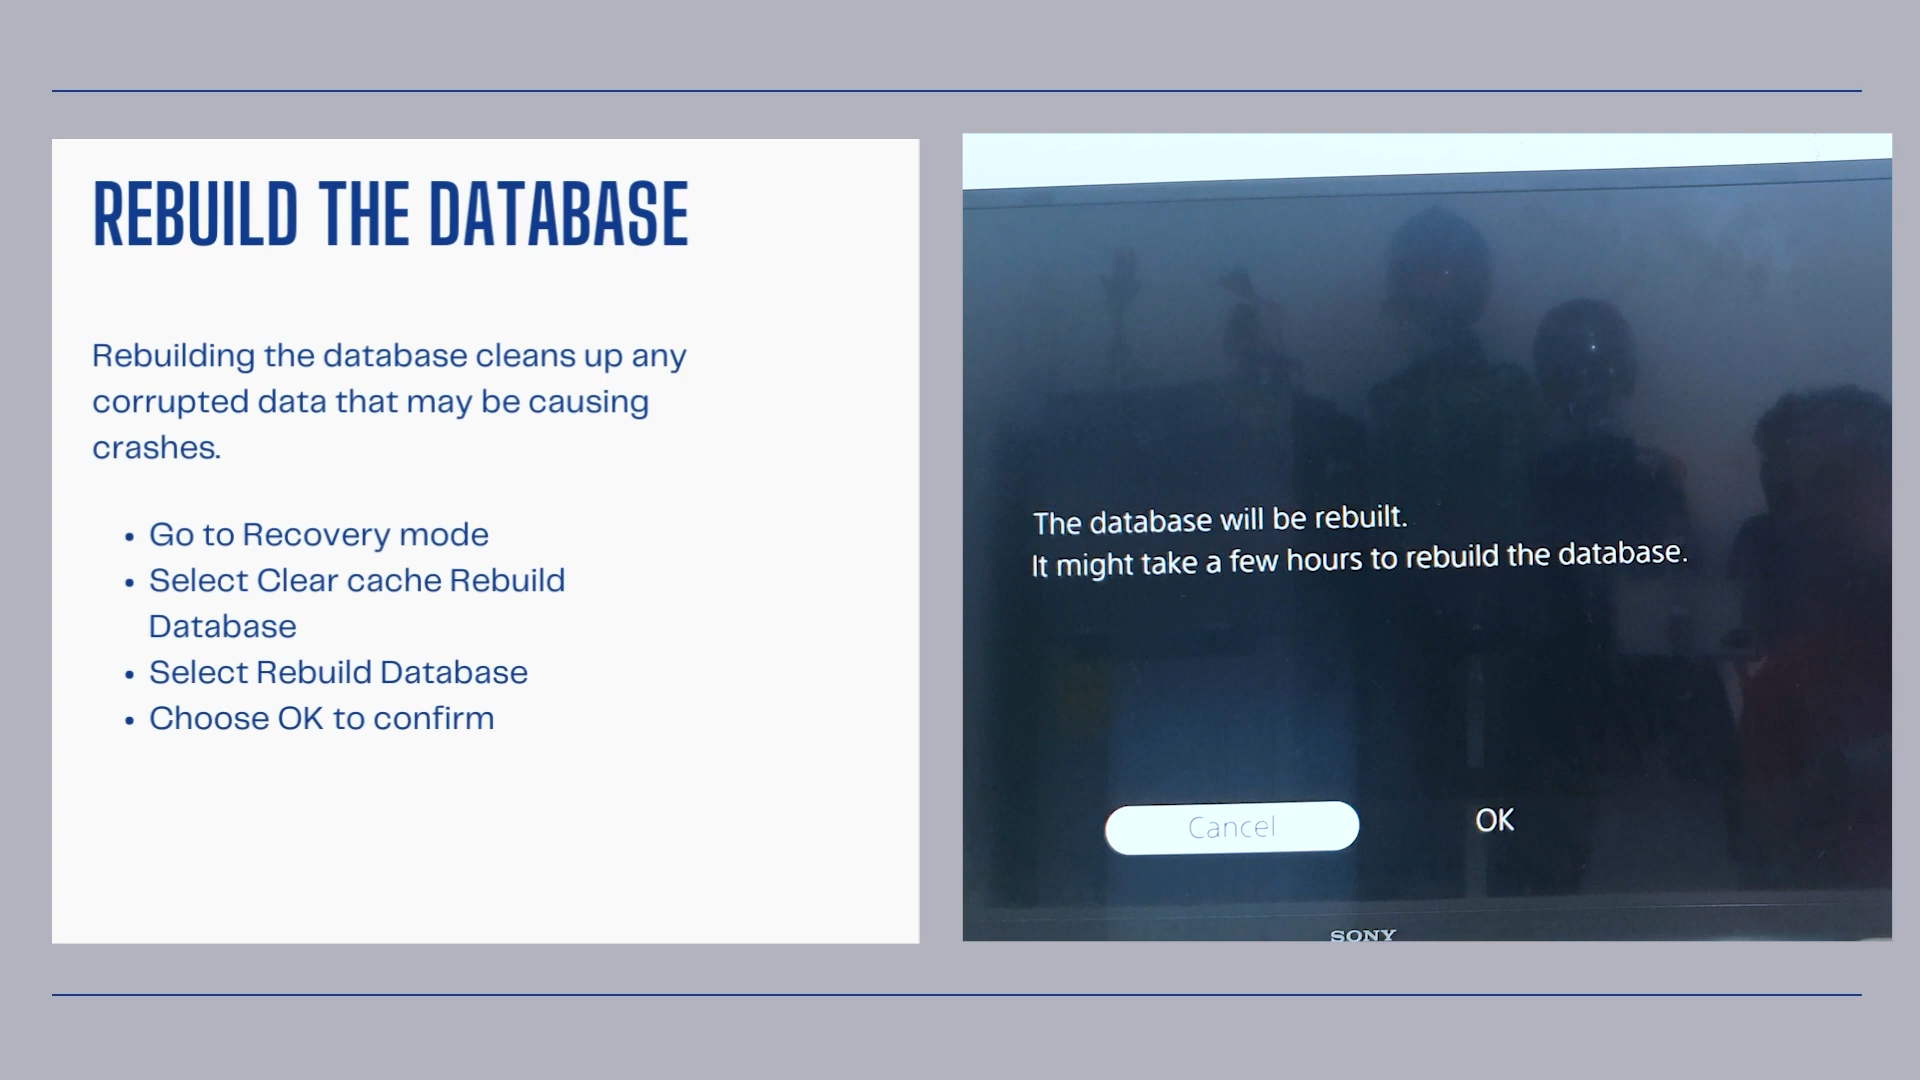 REBUILD THE DATABASE
Rebuilding the database cleans up any
corrupted data that may be causing
crashes.
• Go to Recovery mode
• Select Clear cache Rebuild
Database
• Select Rebuild Database
• Choose OK to confirm
The database will be rebuilt.
It might take a few hours to rebuild the database.
Cancel
OK
SONY